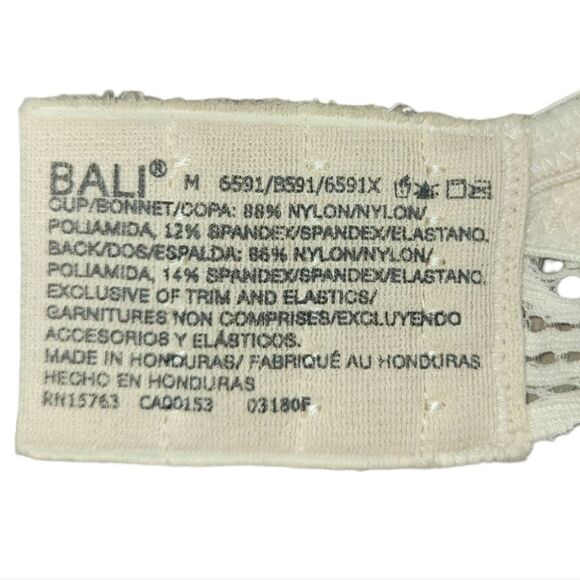 BALI® M 6591/B591/6591X
CUP/BONNET/COPA: 88% NYLON/NYLON/
POLIAMIDA, 12% SPANDEX/SPANDEX/ELASTANO.
BACK/DOS/ESPALDA: 86% NYLON/NYLON/
POLIAMIDA, 14% SPANDEX/SPANDEX/ELASTANO.
EXCLUSIVE OF TRIM AND ELASTICS/
GARNITURES NON COMPRISES/EXCLUYENDO
ACCESORIOS Y ELÁSTICOS.
MADE IN HONDURAS/ FABRIQUÉ AU HONDURAS
HECHO EN HONDURAS
RN15763 CA00153 03180F